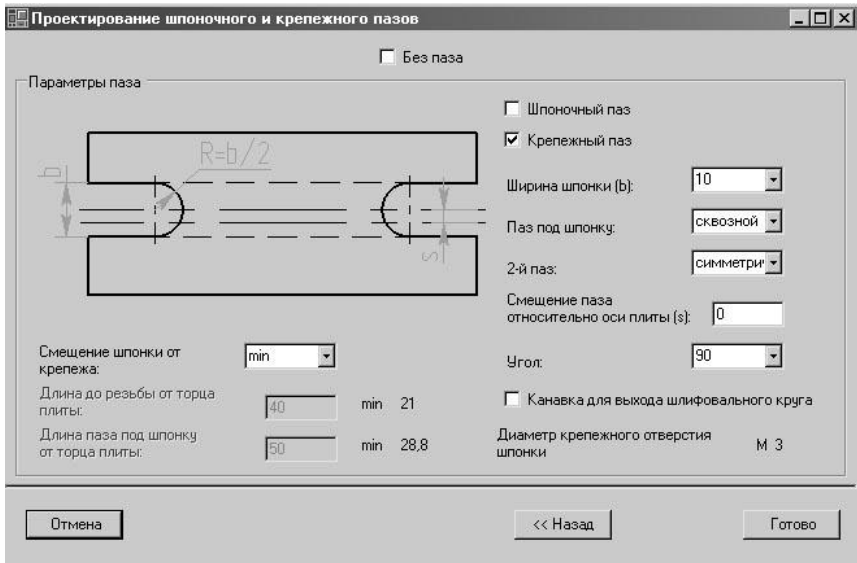 Проектирование шпоночного и крепежного пазов
Без паза
Параметры паза
R=b/2
b
s
Шпоночный паз
Крепежный паз
Ширина шпонки (b): 10
Паз под шпонку: сквозной
2-й паз: симметри
Смещение паза
относительно оси плиты (s): 0
Угол: 90
Канавка для выхода шлифовального круга
Диаметр крепежного отверстия
шпонки
М 3
Смещение шпонки от
крепежа: min
Длина до резьбы от торца
плиты: 40 min 21
Длина паза под шпонку
от торца плиты: 50 min 28,8
Отмена
<< Назад
Готово